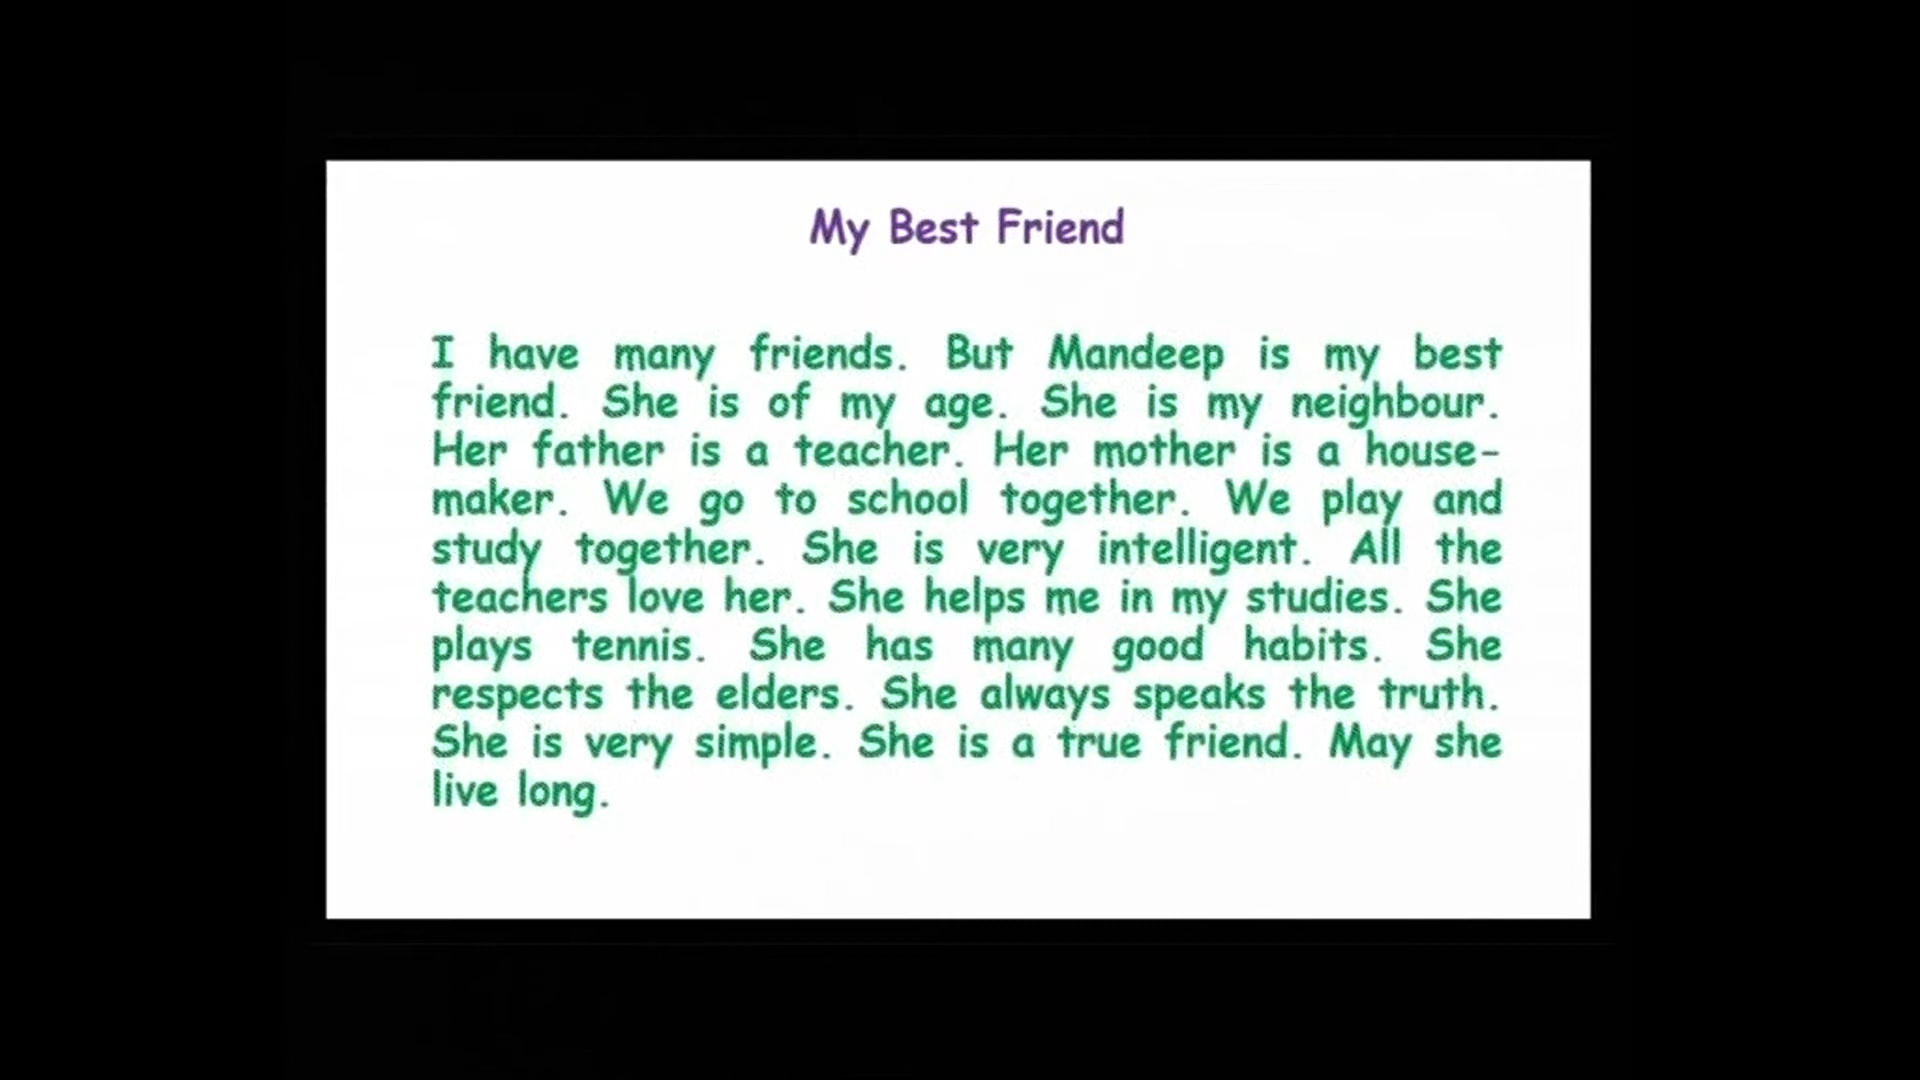 My Best Friend
I have many friends. But Mandeep is my best
friend. She is of my age. She is my neighbour.
Her father is a teacher. Her mother is a house-
maker. We go to school together. We play and
study together. She is very intelligent. All the
teachers love her. She helps me in my studies. She
plays tennis. She has many good habits. She
respects the elders. She always speaks the truth.
She is very simple. She is a true friend. May she
live long.